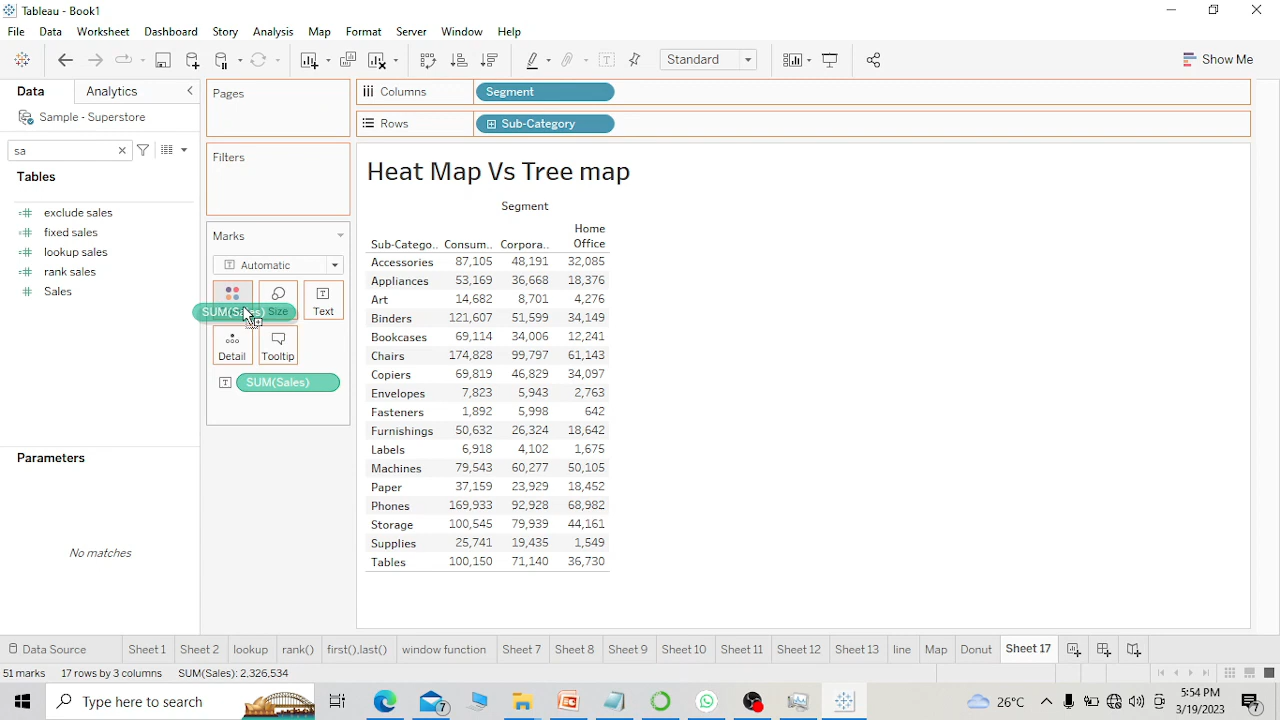 Tableau - Book1
File Data Worksheet Dashboard Story Analysis Map Format Server Window Help
Standard
Show Me
Data Analytics
Sample - Superstore
sa
Tables
exclude sales
fixed sales
lookup sales
rank sales
Sales
Parameters
No matches
Pages
Filters
Marks
Automatic
Size Text
SUM(Sales)
Detail Tooltip
SUM(Sales)
Columns Segment
Rows Sub-Category
Heat Map Vs Tree map
Segment
Sub-Catego.. Consum.. Corpora.. Home Office
Accessories 87,105 48,191 32,085
Appliances 53,169 36,668 18,376
Art 14,682 8,701 4,276
Binders 121,607 51,599 34,149
Bookcases 69,114 34,006 12,241
Chairs 174,828 99,797 61,143
Copiers 69,819 46,829 34,097
Envelopes 7,823 5,943 2,763
Fasteners 1,892 5,998 642
Furnishings 50,632 26,324 18,642
Labels 6,918 4,102 1,675
Machines 79,543 60,277 50,105
Paper 37,159 23,929 18,452
Phones 169,933 92,928 68,982
Storage 100,545 79,939 44,161
Supplies 25,741 19,435 1,549
Tables 100,150 71,140 36,730
Data Source Sheet 1 Sheet 2 lookup rank() first(),last() window function Sheet 7 Sheet 8 Sheet 9 Sheet 10 Sheet 11 Sheet 12 Sheet 13 line Map Donut Sheet 17
51 marks 17 rows by 3 columns SUM(Sales): 2,326,534
Type here to search
7
26°C
5:54 PM
3/19/2023
7